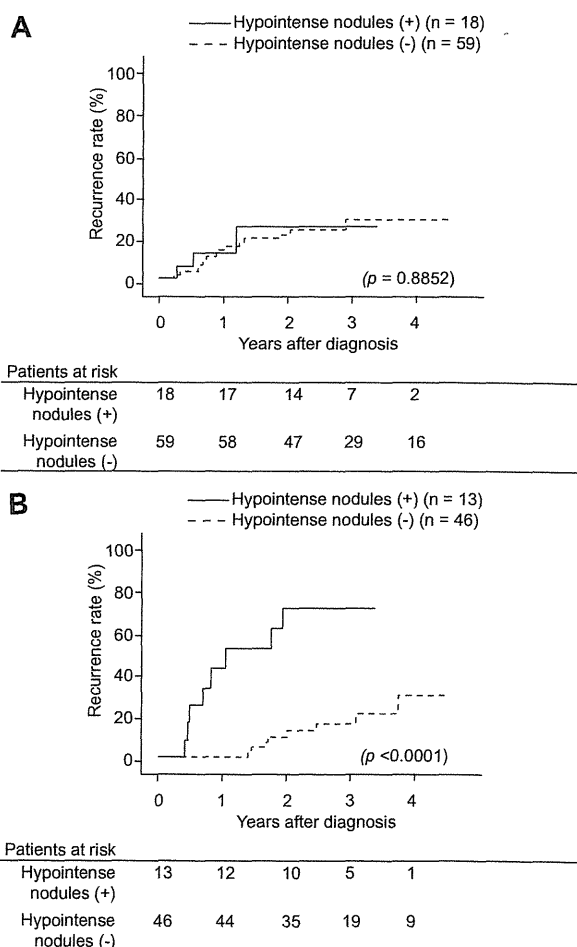 A
Hypointense nodules (+) (n = 18)
Hypointense nodules (-) (n = 59)
Recurrence rate (%)
100
80
60
40
20
0
(p = 0.8852)
0 1 2 3 4
Years after diagnosis
Patients at risk
Hypointense nodules (+) 18 17 14 7 2
Hypointense nodules (-) 59 58 47 29 16
B
Hypointense nodules (+) (n = 13)
Hypointense nodules (-) (n = 46)
Recurrence rate (%)
100
80
60
40
20
0
(p <0.0001)
0 1 2 3 4
Years after diagnosis
Patients at risk
Hypointense nodules (+) 13 12 10 5 1
Hypointense nodules (-) 46 44 35 19 9